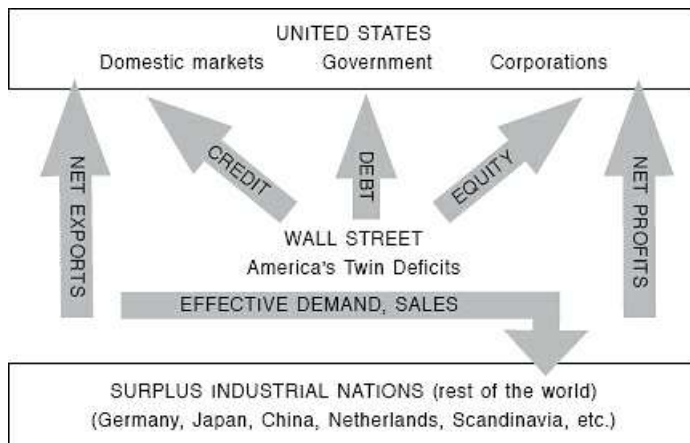 UNITED STATES
Domestic markets Government Corporations
NET EXPORTS
CREDIT
DEBT
EQUITY
NET PROFITS
WALL STREET
America's Twin Deficits
EFFECTIVE DEMAND, SALES
SURPLUS INDUSTRIAL NATIONS (rest of the world)
(Germany, Japan, China, Netherlands, Scandinavia, etc.)